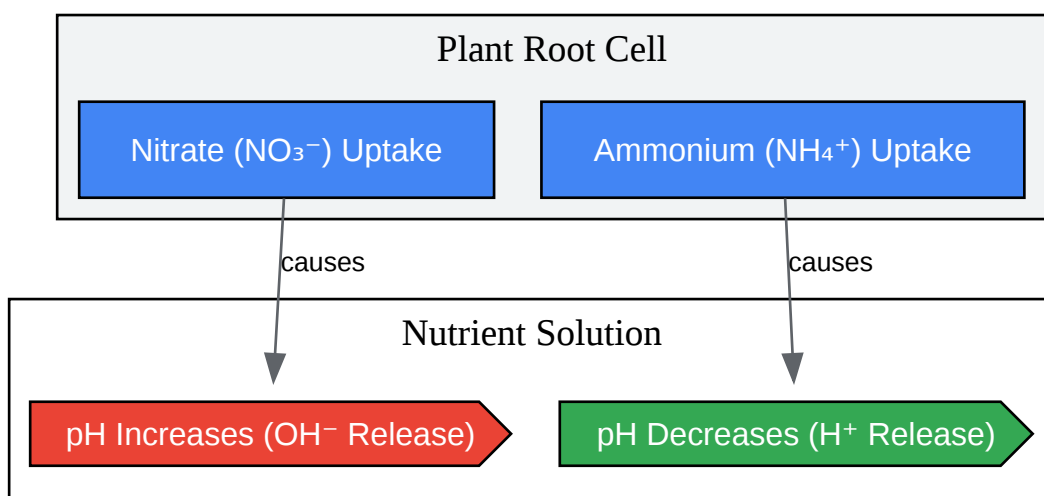 Plant Root Cell
Nitrate (NO₃⁻) Uptake
Ammonium (NH₄⁺) Uptake
causes
causes
Nutrient Solution
pH Increases (OH⁻ Release)
pH Decreases (H⁺ Release)